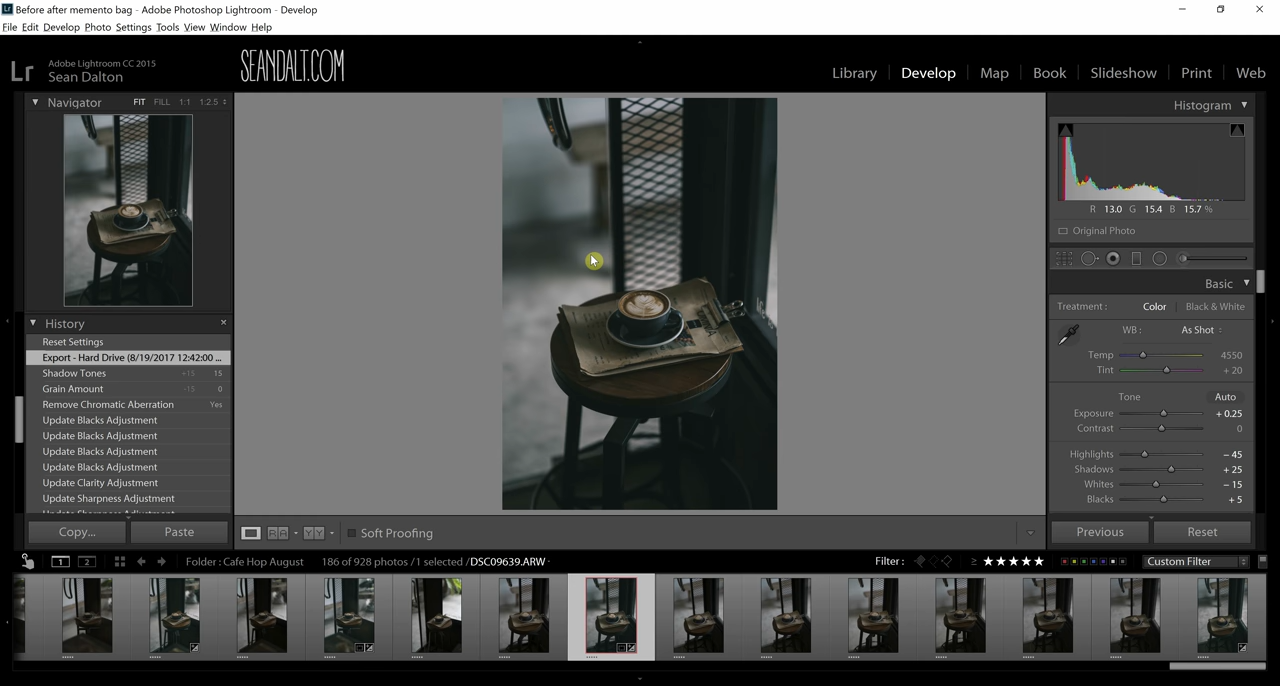 Before after memento bag - Adobe Photoshop Lightroom - Develop
File Edit Develop Photo Settings Tools View Window Help
Lr
Adobe Lightroom CC 2015
Sean Dalton
SEANDALT.COM
Library Develop Map Book Slideshow Print Web
Navigator FIT FILL 1:1 1:2.5
Histogram
R 13.0 G 15.4 B 15.7 %
Original Photo
Basic
Treatment : Color Black & White
WB : As Shot
Temp 4550
Tint + 20
Tone Auto
Exposure + 0.25
Contrast 0
Highlights - 45
Shadows + 25
Whites - 15
Blacks + 5
Previous Reset
History
Reset Settings
Export - Hard Drive (8/19/2017 12:42:00 ...
Shadow Tones +15 15
Grain Amount -15 0
Remove Chromatic Aberration Yes
Update Blacks Adjustment
Update Blacks Adjustment
Update Blacks Adjustment
Update Blacks Adjustment
Update Clarity Adjustment
Update Sharpness Adjustment
Copy... Paste
Soft Proofing
1 2 Folder : Cafe Hop August 186 of 928 photos /1 selected /DSC09639.ARW
Filter : ≥ ★★★★★ Custom Filter